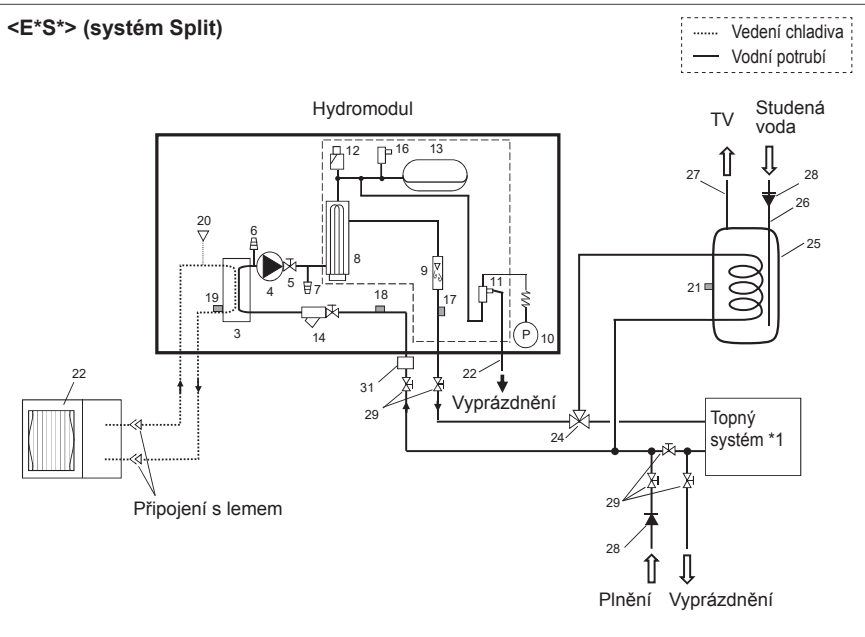 <E*S*> (systém Split)
Vedení chladiva
Vodní potrubí
Hydromodul
TV
Studená
voda
12
16
13
27
28
26
20
6
8
25
9
11
21
4
5
7
17
19
18
3
14
P
10
22
31
22
29
Vyprázdnění
24
Topný
systém *1
Připojení s lemem
29
28
Plnění
Vyprázdnění